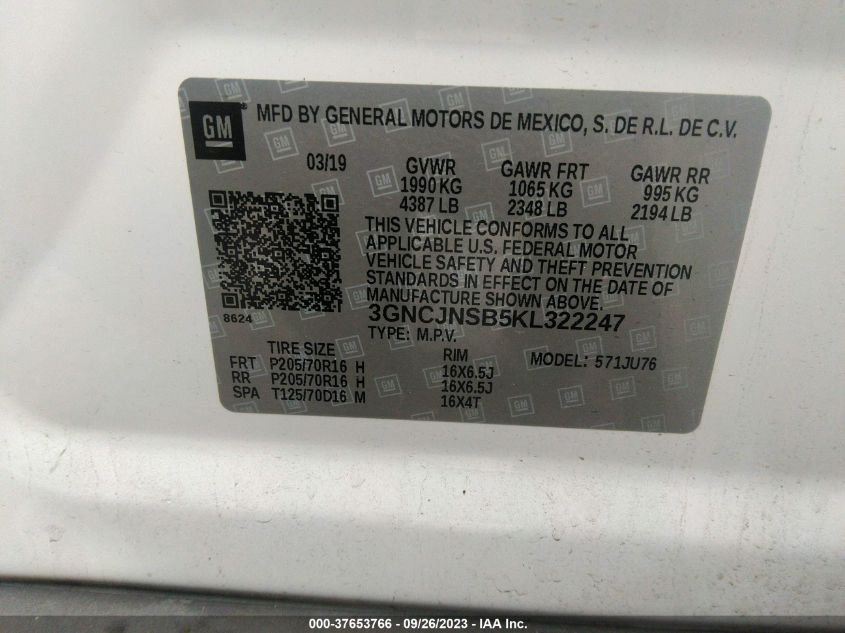 GM ® MFD BY GENERAL MOTORS DE MEXICO, S. DE R.L. DE C.V.
03/19 GVWR GAWR FRT GAWR RR
1990 KG 1065 KG 995 KG
4387 LB 2348 LB 2194 LB
THIS VEHICLE CONFORMS TO ALL
APPLICABLE U.S. FEDERAL MOTOR
VEHICLE SAFETY AND THEFT PREVENTION
STANDARDS IN EFFECT ON THE DATE OF
MANUFACTURE SHOWN ABOVE.
8624 3GNCJNSB5KL322247
TYPE: M.P.V.
TIRE SIZE RIM MODEL: 571JU76
FRT P205/70R16 H 16X6.5J
RR P205/70R16 H 16X6.5J
SPA T125/70D16 M 16X4T
000-37653766 / 09/26/2023 / IAA Inc.